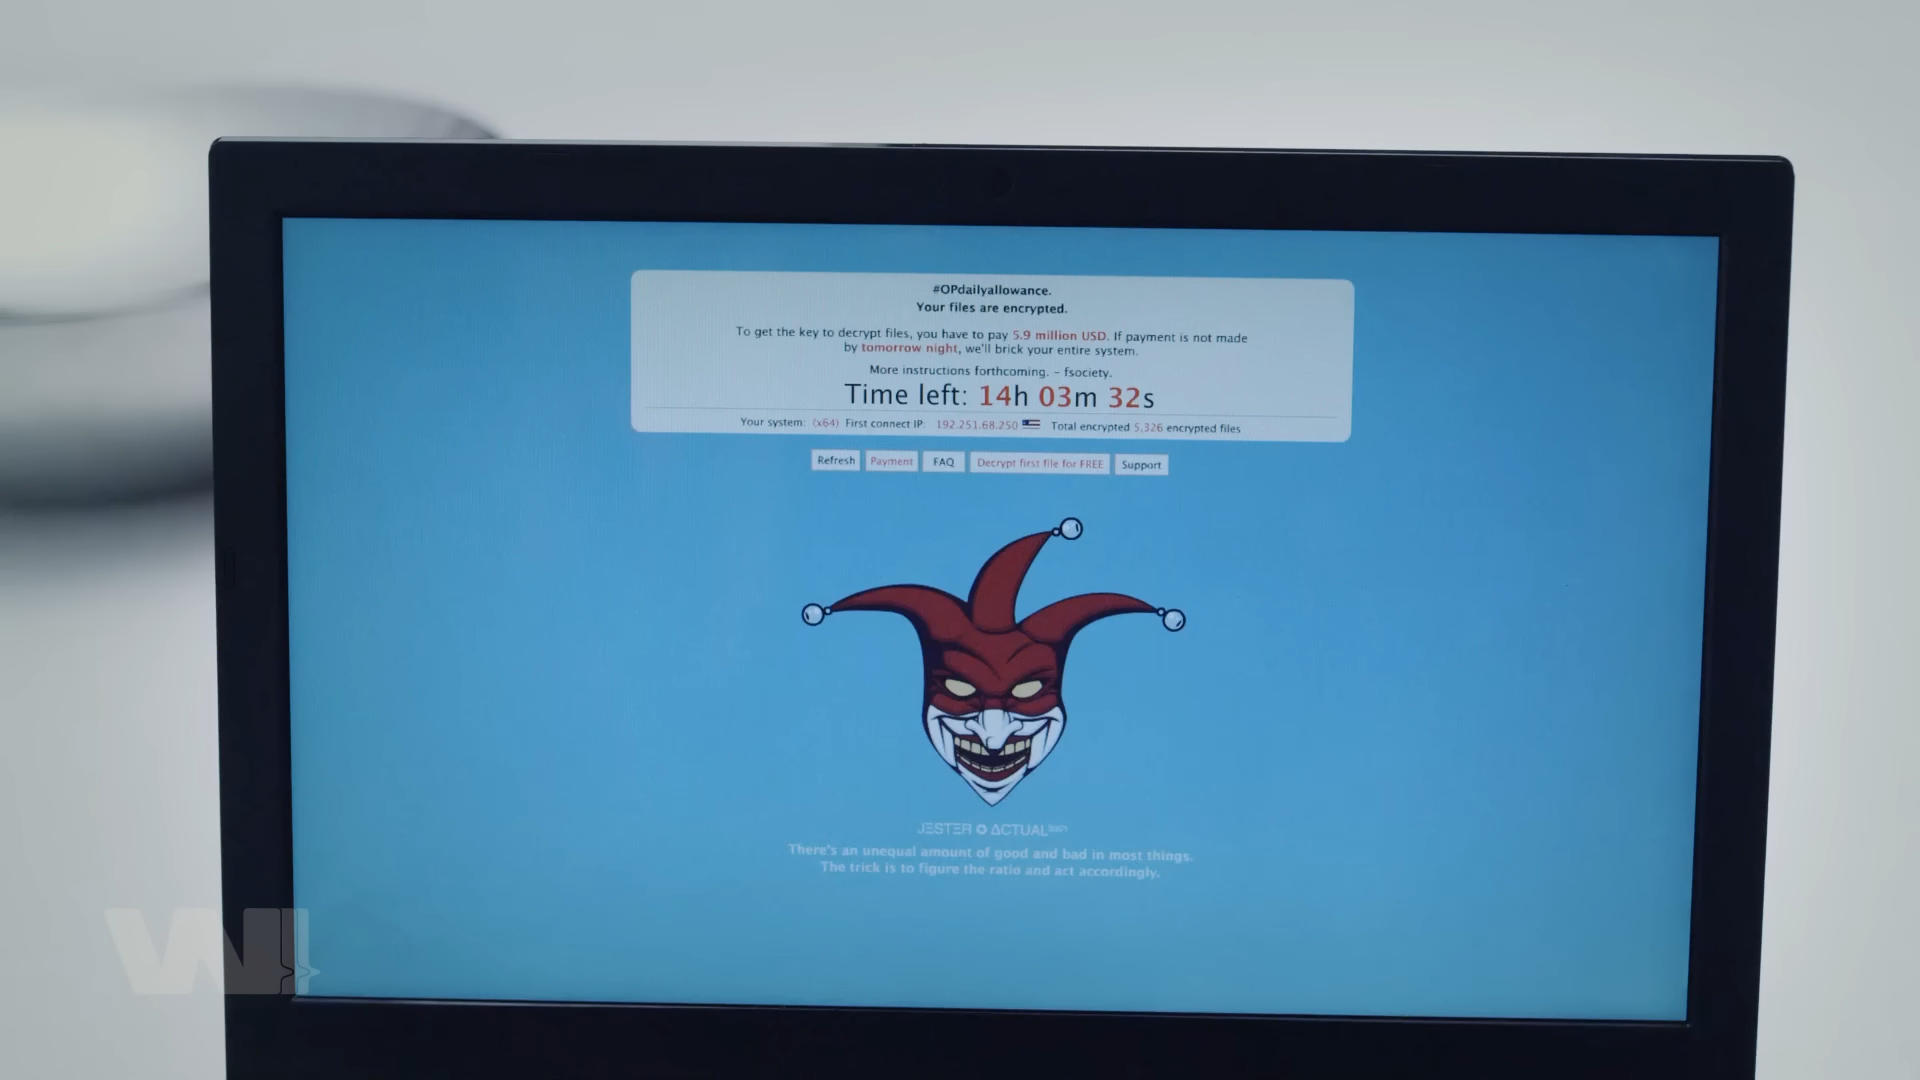 #OPdailyallowance.
Your files are encrypted.
To get the key to decrypt files, you have to pay 5.9 million USD. If payment is not made
by tomorrow night, we'll brick your entire system.
More instructions forthcoming. - fsociety.
Time left: 14h 03m 32s
Your system: (x64) First connect IP: 192.251.68.250 Total encrypted 5,326 encrypted files
Refresh Payment FAQ Decrypt first file for FREE Support
JΞSTER ✪ ΔCTUAL
There's an unequal amount of good and bad in most things.
The trick is to figure the ratio and act accordingly.